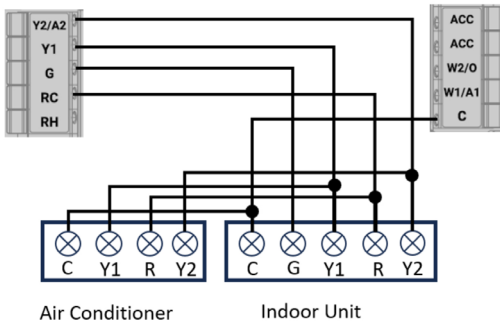 Y2/A2
Y1
G
RC
RH
ACC
ACC
W2/O
W1/A1
C
C Y1 R Y2
C G Y1 R Y2
Air Conditioner
Indoor Unit